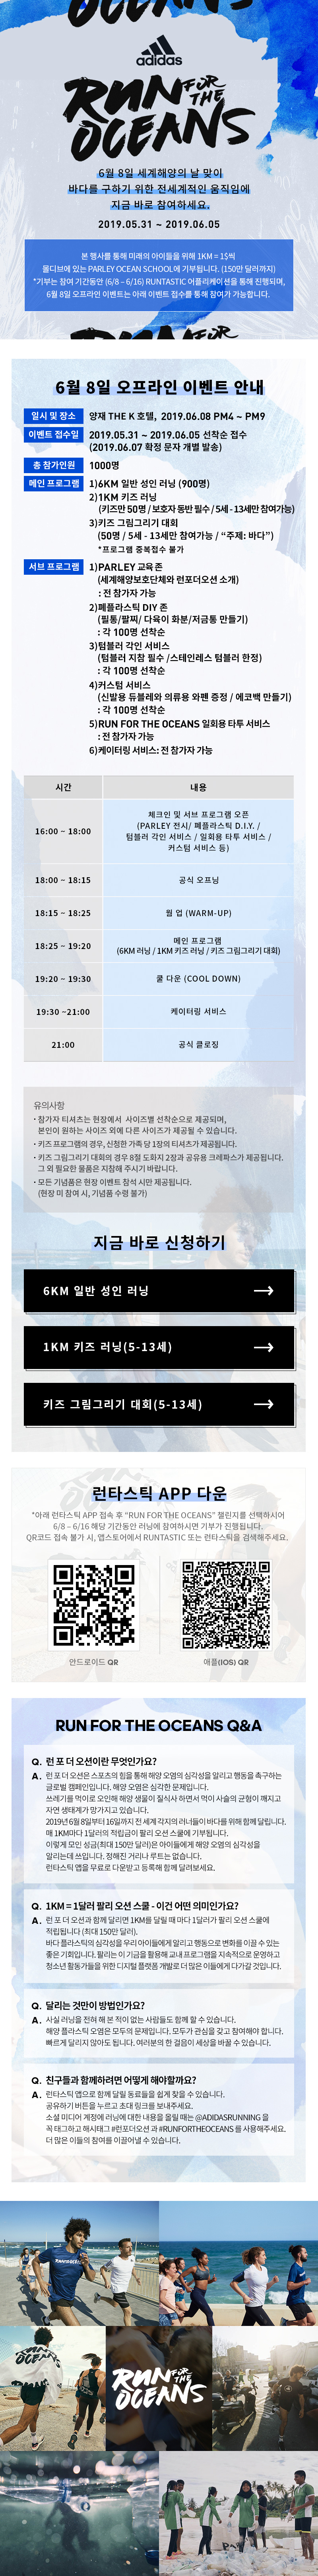 adidas
RUN FOR THE OCEANS
6월 8일 세계해양의 날 맞이
바다를 구하기 위한 전세계적인 움직임에
지금 바로 참여하세요.
2019.05.31 ~ 2019.06.05
본 행사를 통해 미래의 아이들을 위해 1KM = 1$씩
몰디브에 있는 PARLEY OCEAN SCHOOL에 기부됩니다. (150만 달러까지)
*기부는 참여 기간동안 (6/8 – 6/16) RUNTASTIC 어플리케이션을 통해 진행되며,
6월 8일 오프라인 이벤트는 아래 이벤트 접수를 통해 참여가 가능합니다.
6월 8일 오프라인 이벤트 안내
일시 및 장소 양재 THE K 호텔, 2019.06.08 PM4 ~ PM9
이벤트 접수일 2019.05.31 ~ 2019.06.05 선착순 접수
(2019.06.07 확정 문자 개별 발송)
총 참가인원 1000명
메인 프로그램 1)6KM 일반 성인 러닝 (900명)
2)1KM 키즈 러닝
(키즈만 50명 / 보호자 동반 필수 / 5세 - 13세만 참여가능)
3)키즈 그림그리기 대회
(50명 / 5세 - 13세만 참여가능 / “주제: 바다”)
*프로그램 중복접수 불가
서브 프로그램 1)PARLEY 교육 존
(세계해양보호단체와 런포더오션 소개)
: 전 참가자 가능
2)페플라스틱 DIY 존
(필통/팔찌/ 다육이 화분/저금통 만들기)
: 각 100명 선착순
3)텀블러 각인 서비스
(텀블러 지참 필수 /스테인레스 텀블러 한정)
: 각 100명 선착순
4)커스텀 서비스
(신발용 듀블레와 의류용 와펜 증정 / 에코백 만들기)
: 각 100명 선착순
5)RUN FOR THE OCEANS 일회용 타투 서비스
: 전 참가자 가능
6)케이터링 서비스: 전 참가자 가능
시간 내용
16:00 ~ 18:00 체크인 및 서브 프로그램 오픈
(PARLEY 전시/ 페플라스틱 D.I.Y. /
텀블러 각인 서비스 / 일회용 타투 서비스 /
커스텀 서비스 등)
18:00 ~ 18:15 공식 오프닝
18:15 ~ 18:25 웜 업 (WARM-UP)
18:25 ~ 19:20 메인 프로그램
(6KM 러닝 / 1KM 키즈 러닝 / 키즈 그림그리기 대회)
19:20 ~ 19:30 쿨 다운 (COOL DOWN)
19:30 ~21:00 케이터링 서비스
21:00 공식 클로징
유의사항
· 참가자 티셔츠는 현장에서 사이즈별 선착순으로 제공되며,
본인이 원하는 사이즈 외에 다른 사이즈가 제공될 수 있습니다.
· 키즈 프로그램의 경우, 신청한 가족 당 1장의 티셔츠가 제공됩니다.
· 키즈 그림그리기 대회의 경우 8절 도화지 2장과 공유용 크레파스가 제공됩니다.
그 외 필요한 물품은 지참해 주시기 바랍니다.
· 모든 기념품은 현장 이벤트 참석 시만 제공됩니다.
(현장 미 참여 시, 기념품 수령 불가)
지금 바로 신청하기
6KM 일반 성인 러닝
1KM 키즈 러닝(5-13세)
키즈 그림그리기 대회(5-13세)
런타스틱 APP 다운
*아래 런타스틱 APP 접속 후 “RUN FOR THE OCEANS” 챌린지를 선택하시어
6/8 – 6/16 해당 기간동안 러닝에 참여하시면 기부가 진행됩니다.
QR코드 접속 불가 시, 앱스토어에서 RUNTASTIC 또는 런타스틱을 검색해주세요.
안드로이드 QR 애플(IOS) QR
RUN FOR THE OCEANS Q&A
Q. 런 포 더 오션이란 무엇인가요?
A. 런 포 더 오션은 스포츠의 힘을 통해 해양 오염의 심각성을 알리고 행동을 촉구하는
글로벌 캠페인입니다. 해양 오염은 심각한 문제입니다.
쓰레기를 먹이로 오인해 해양 생물이 질식사 하면서 먹이 사슬의 균형이 깨지고
자연 생태계가 망가지고 있습니다.
2019년 6월 8일부터 16일까지 전 세계 각지의 러너들이 바다를 위해 함께 달립니다.
매 1KM마다 1달러의 적립금이 팔리 오션 스쿨에 기부됩니다.
이렇게 모인 성금(최대 150만 달러)은 아이들에게 해양 오염의 심각성을
알리는데 쓰입니다. 정해진 거리나 루트는 없습니다.
런타스틱 앱을 무료로 다운받고 등록해 함께 달려보세요.
Q. 1KM = 1달러 팔리 오션 스쿨 - 이건 어떤 의미인가요?
A. 런 포 더 오션과 함께 달리면 1KM를 달릴 때 마다 1달러가 팔리 오션 스쿨에
적립됩니다 (최대 150만 달러).
바다 플라스틱의 심각성을 우리 아이들에게 알리고 행동으로 변화를 이끌 수 있는
좋은 기회입니다. 팔리는 이 기금을 활용해 교내 프로그램을 지속적으로 운영하고
청소년 활동가들을 위한 디지털 플랫폼 개발로 더 많은 이들에게 다가갈 것입니다.
Q. 달리는 것만이 방법인가요?
A. 사실 러닝을 전혀 해 본 적이 없는 사람들도 함께 할 수 있습니다.
해양 플라스틱 오염은 모두의 문제입니다. 모두가 관심을 갖고 참여해야 합니다.
빠르게 달리지 않아도 됩니다. 여러분의 한 걸음이 세상을 바꿀 수 있습니다.
Q. 친구들과 함께하려면 어떻게 해야할까요?
A. 런타스틱 앱으로 함께 달릴 동료들을 쉽게 찾을 수 있습니다.
공유하기 버튼을 누르고 초대 링크를 보내주세요.
소셜 미디어 계정에 러닝에 대한 내용을 올릴 때는 @ADIDASRUNNING 을
꼭 태그하고 해시태그 #런포더오션 과 #RUNFORTHEOCEANS 를 사용해주세요.
더 많은 이들의 참여를 이끌어낼 수 있습니다.
RUN FOR THE OCEANS